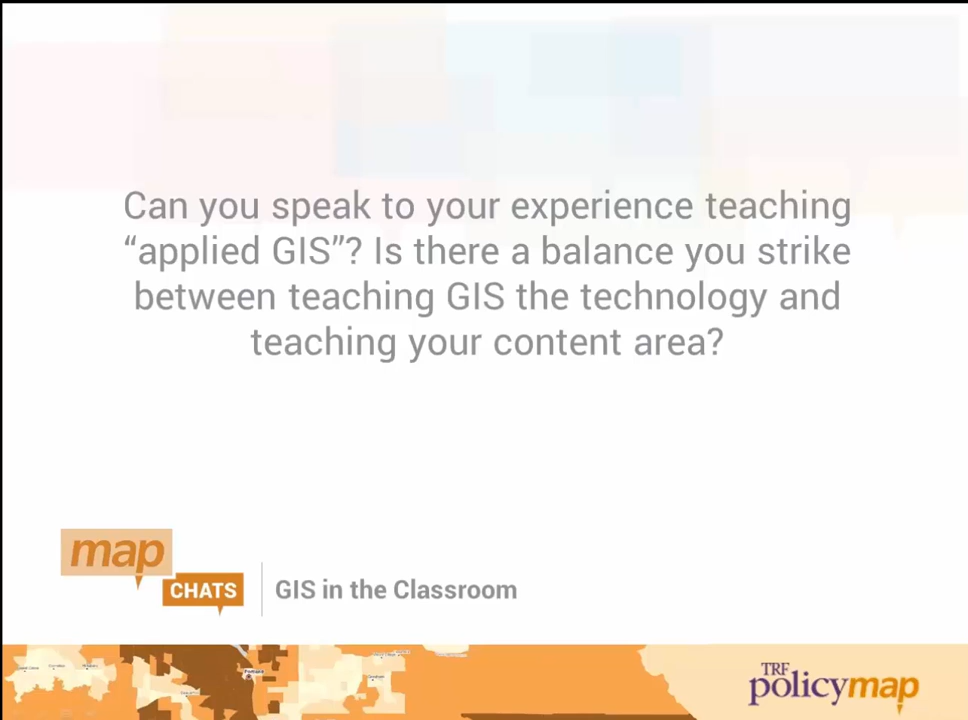 Can you speak to your experience teaching
“applied GIS”? Is there a balance you strike
between teaching GIS the technology and
teaching your content area?
map
CHATS
GIS in the Classroom
TRF
policymap